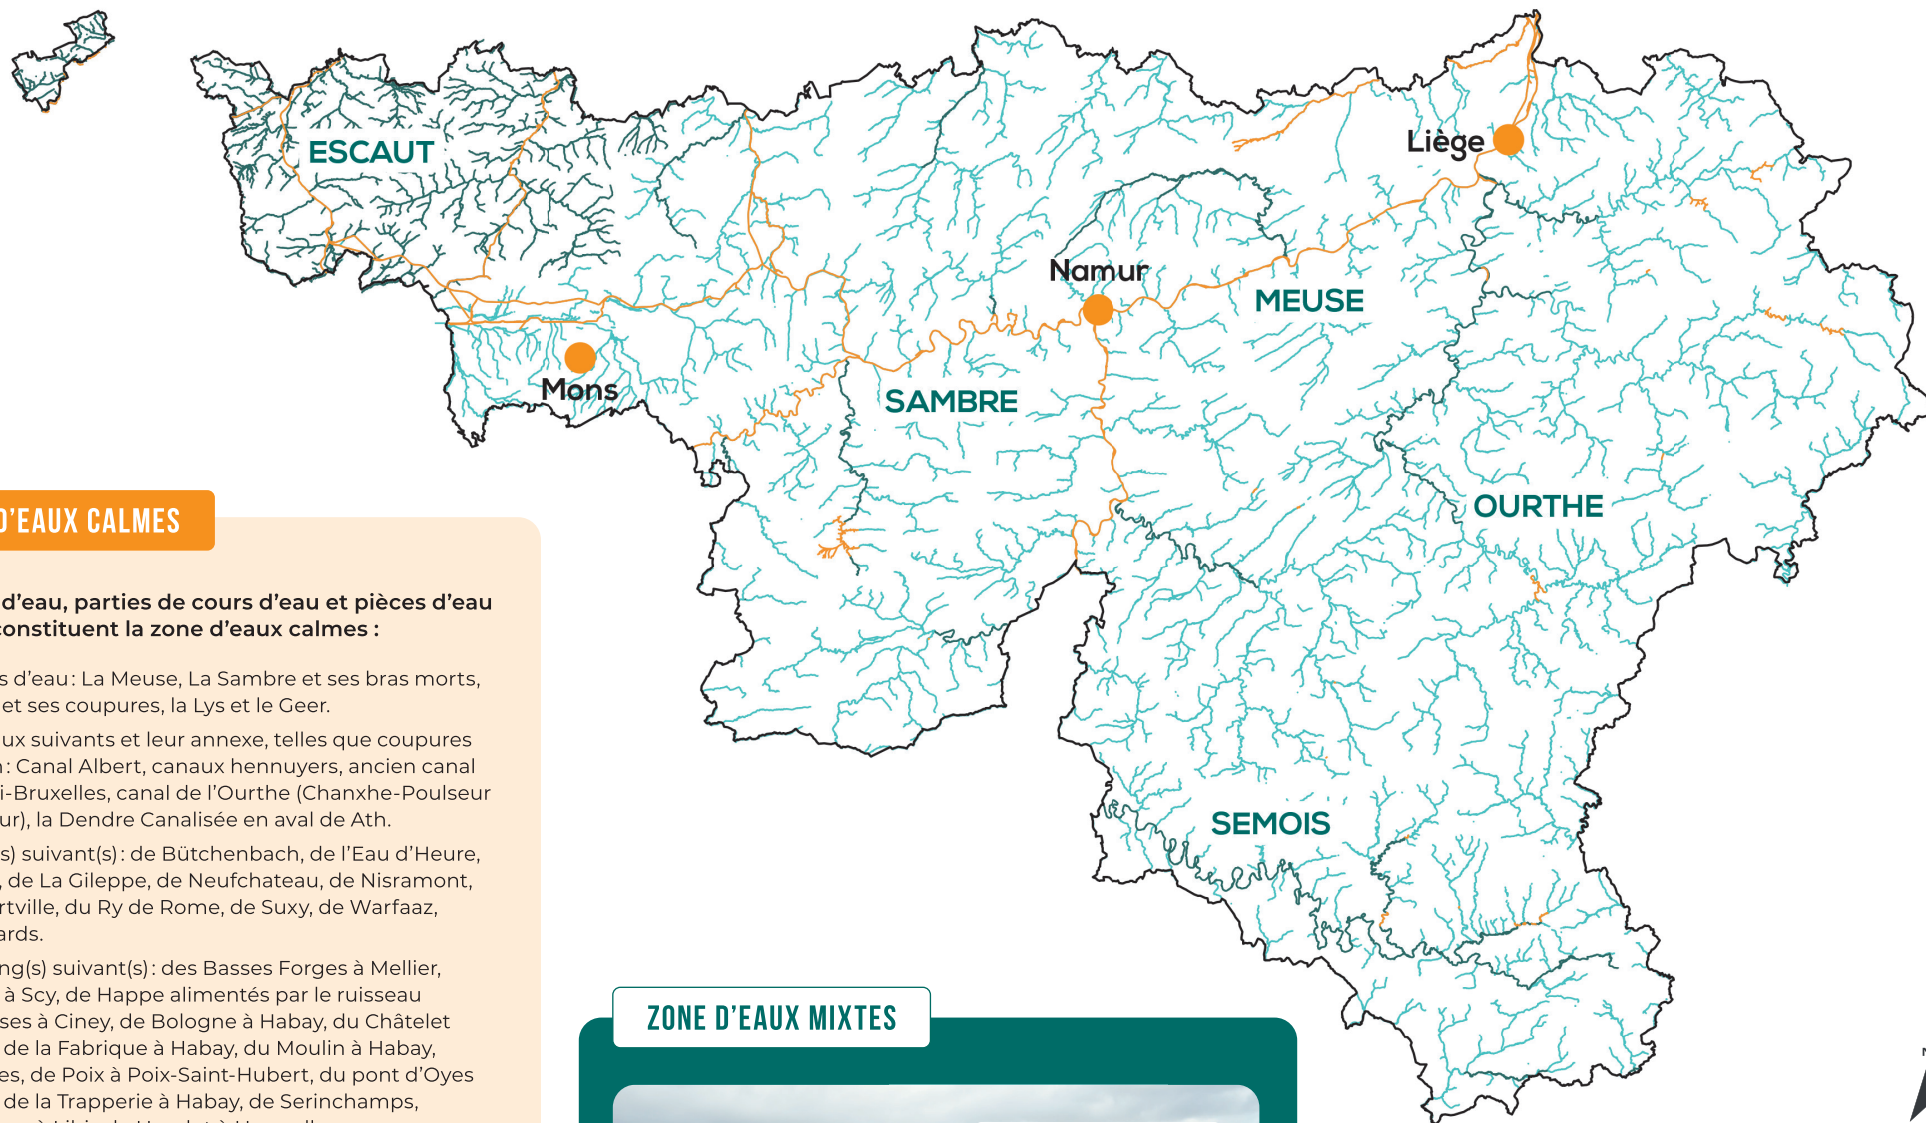 ESCAUT
Liège
Namur
MEUSE
Mons
SAMBRE
OURTHE
SEMOIS
D'EAUX CALMES
d'eau, parties de cours d'eau et pièces d'eau
constituent la zone d'eaux calmes :
d'eau : La Meuse, La Sambre et ses bras morts,
et ses coupures, la Lys et le Geer.
suivants et leur annexe, telles que coupures
: Canal Albert, canaux hennuyers, ancien canal
i-Bruxelles, canal de l'Ourthe (Chanxhe-Poulseur
ur), la Dendre Canalisée en aval de Ath.
s) suivant(s) : de Bütchenbach, de l'Eau d'Heure,
, de La Gileppe, de Neufchateau, de Nisramont,
rtville, du Ry de Rome, de Suxy, de Warfaaz,
ards.
ng(s) suivant(s) : des Basses Forges à Mellier,
à Scy, de Happe alimentés par le ruisseau
ses à Ciney, de Bologne à Habay, du Châtelet
de la Fabrique à Habay, du Moulin à Habay,
es, de Poix à Poix-Saint-Hubert, du pont d'Oyes
de la Trapperie à Habay, de Serinchamps,
ZONE D'EAUX MIXTES